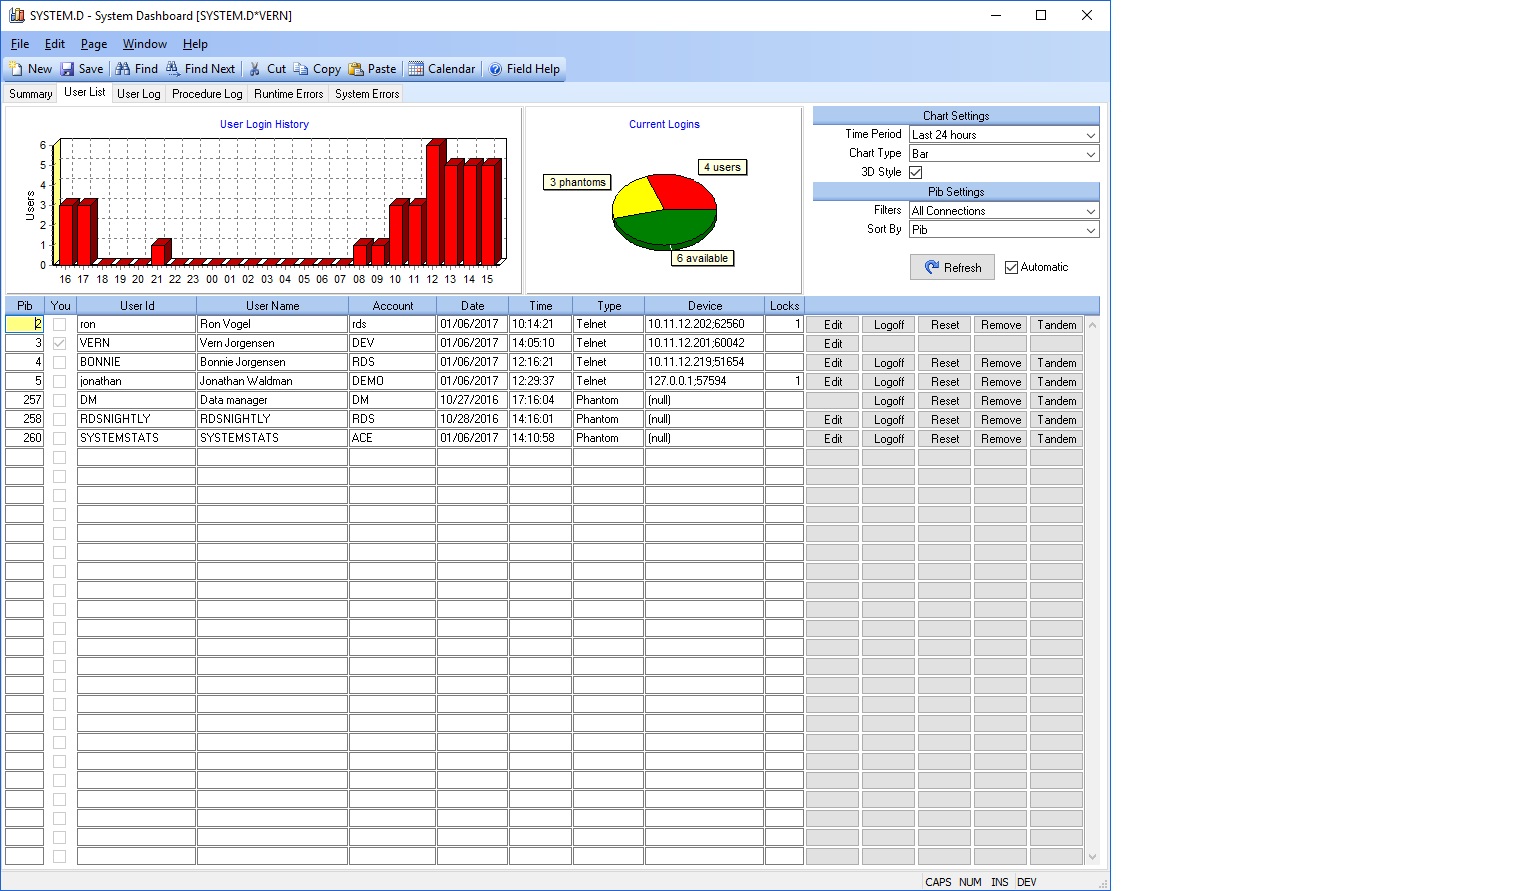 SYSTEM.D - System Dashboard [SYSTEM.D*VERN]
File Edit Page Window Help
New Save Find Find Next Cut Copy Paste Calendar Field Help
Summary User List User Log Procedure Log Runtime Errors System Errors
User Login History
Users
6
5
4
3
2
1
0
16 17 18 19 20 21 22 23 00 01 02 03 04 05 06 07 08 09 10 11 12 13 14 15
Current Logins
4 users
3 phantoms
6 available
Chart Settings
Time Period Last 24 hours
Chart Type Bar
3D Style
Pib Settings
Filters All Connections
Sort By Pib
Refresh Automatic
Pib You User Id User Name Account Date Time Type Device Locks
2 ron Ron Vogel rds 01/06/2017 10:14:21 Telnet 10.11.12.202;62560 1 Edit Logoff Reset Remove Tandem
3 VERN Vern Jorgensen DEV 01/06/2017 14:05:10 Telnet 10.11.12.201;60042 Edit
4 BONNIE Bonnie Jorgensen RDS 01/06/2017 12:16:21 Telnet 10.11.12.219;51654 Edit Logoff Reset Remove Tandem
5 jonathan Jonathan Waldman DEMO 01/06/2017 12:29:37 Telnet 127.0.0.1;57594 1 Edit Logoff Reset Remove Tandem
257 DM Data manager DM 10/27/2016 17:16:04 Phantom (null) Logoff Reset Remove Tandem
258 RDSNIGHTLY RDSNIGHTLY RDS 10/28/2016 14:16:01 Phantom (null) Edit Logoff Reset Remove Tandem
260 SYSTEMSTATS SYSTEMSTATS ACE 01/06/2017 14:10:58 Phantom (null) Edit Logoff Reset Remove Tandem
CAPS NUM INS DEV